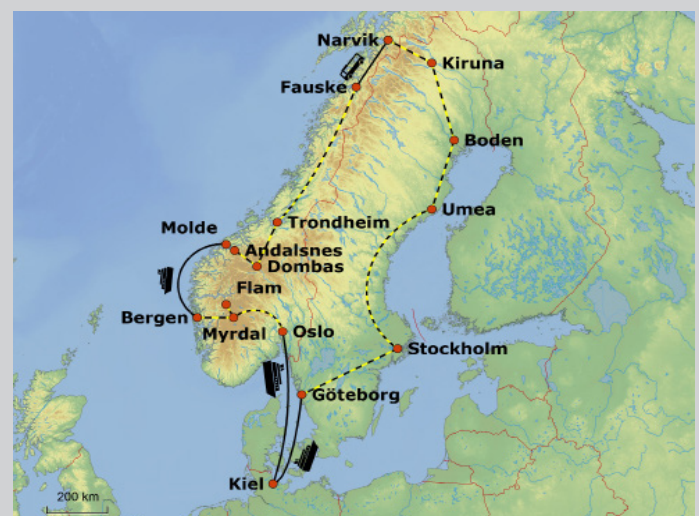 Narvik
Kiruna
Fauske
Boden
Umea
Trondheim
Molde
Andalsnes
Dombas
Flam
Bergen
Myrdal
Oslo
Stockholm
Göteborg
Kiel
200 km